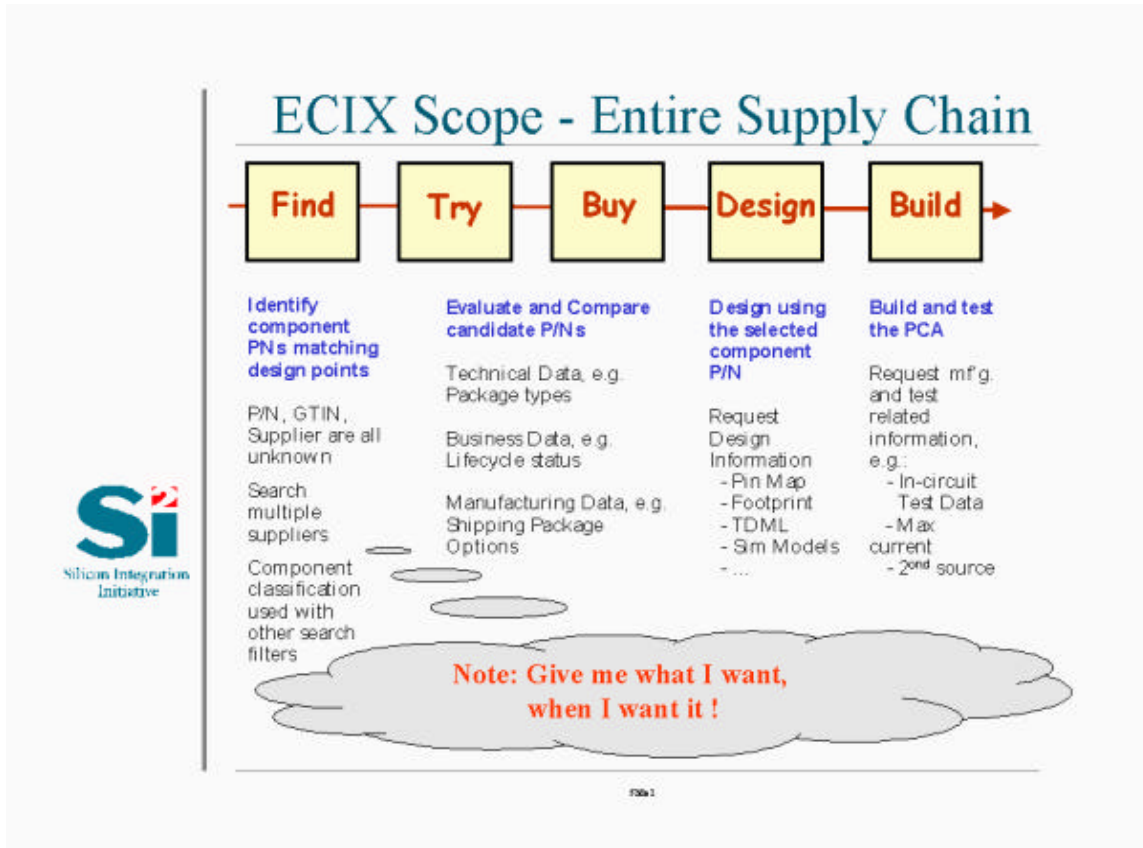 ECIX Scope - Entire Supply Chain
Find
Try
Buy
Design
Build
Identify
component
PNs matching
design points
P/N, GTIN,
Supplier are all
unknown
Search
multiple
suppliers
Component
classification
used with
other search
filters
Evaluate and Compare
candidate P/Ns
Technical Data, e.g.
Package types
Business Data, e.g.
Lifecycle status
Manufacturing Data, e.g.
Shipping Package
Options
Design using
the selected
component
P/N
Request
Design
Information
- Pin Map
- Footprint
- TDML
- Sim Models
- ...
Build and test
the PCA
Request mf'g.
and test
related
information,
e.g.:
- In-circuit
Test Data
- Max
current
- 2ond source
Si2
Silicon Integration
Initiative
Note: Give me what I want,
when I want it !